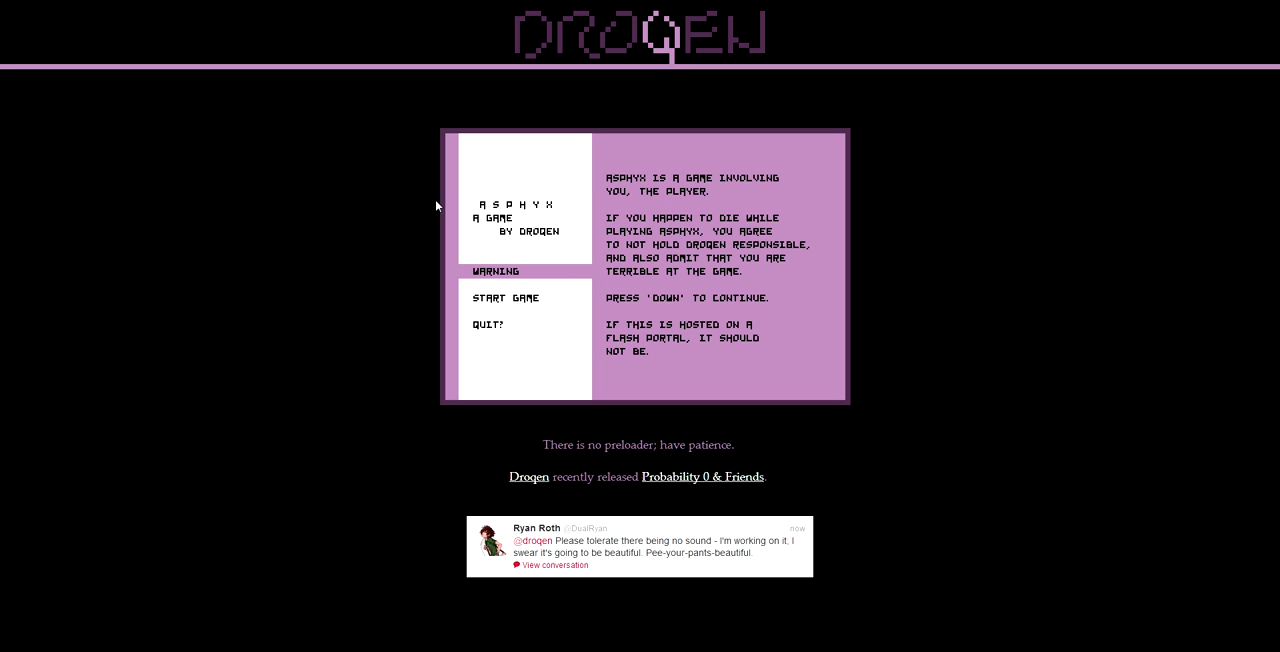 DROQEN
A S P H Y X
A GAME
BY DROQEN
WARNING
START GAME
QUIT?
ASPHYX IS A GAME INVOLVING
YOU, THE PLAYER.
IF YOU HAPPEN TO DIE WHILE
PLAYING ASPHYX, YOU AGREE
TO NOT HOLD DROQEN RESPONSIBLE,
AND ALSO ADMIT THAT YOU ARE
TERRIBLE AT THE GAME.
PRESS 'DOWN' TO CONTINUE.
IF THIS IS HOSTED ON A
FLASH PORTAL, IT SHOULD
NOT BE.
There is no preloader; have patience.
Droqen recently released Probability 0 & Friends.
Ryan Roth @DualRyan now
@droqen Please tolerate there being no sound - I'm working on it, I
swear it's going to be beautiful. Pee-your-pants-beautiful.
View conversation